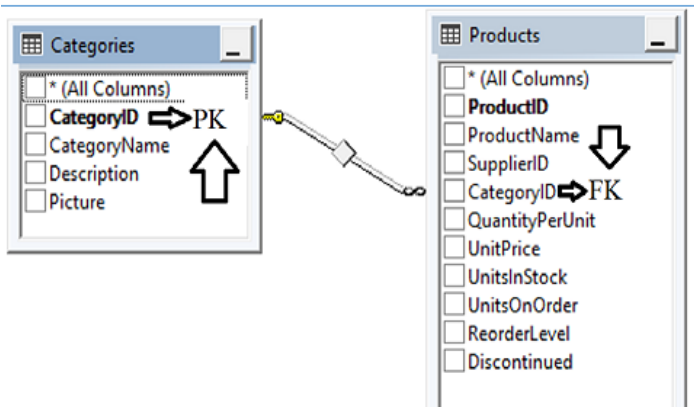 Categories
* (All Columns)
CategoryID PK
CategoryName
Description
Picture
Products
* (All Columns)
ProductID
ProductName
SupplierID
CategoryID FK
QuantityPerUnit
UnitPrice
UnitsInStock
UnitsOnOrder
ReorderLevel
Discontinued